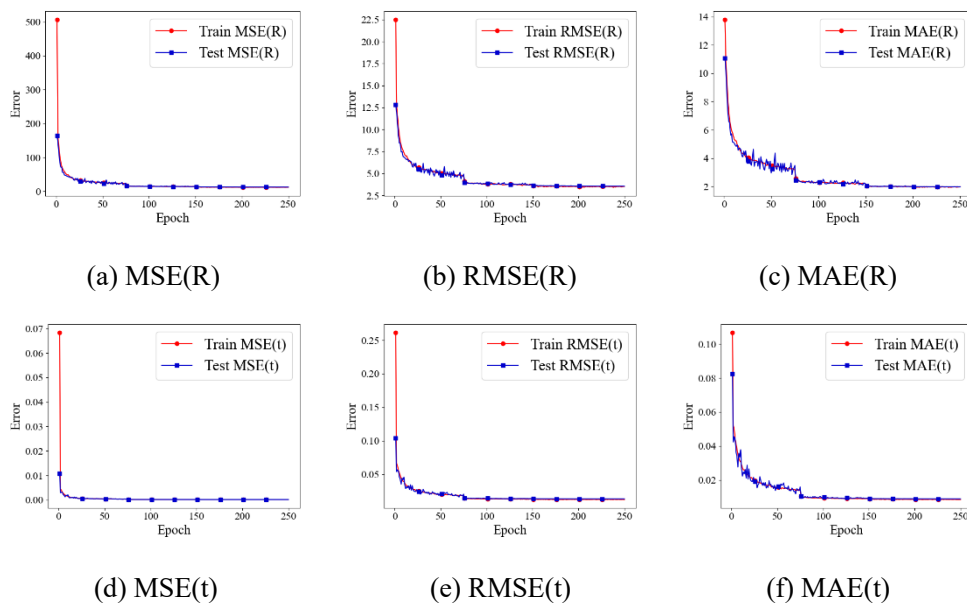 500
400
300
200
100
0
Error
0 50 100 150 200 250
Epoch
Train MSE(R)
Test MSE(R)
(a) MSE(R)
22.5
20.0
17.5
15.0
12.5
10.0
7.5
5.0
2.5
Error
0 50 100 150 200 250
Epoch
Train RMSE(R)
Test RMSE(R)
(b) RMSE(R)
14
12
10
8
6
4
2
Error
0 50 100 150 200 250
Epoch
Train MAE(R)
Test MAE(R)
(c) MAE(R)
0.07
0.06
0.05
0.04
0.03
0.02
0.01
0.00
Error
0 50 100 150 200 250
Epoch
Train MSE(t)
Test MSE(t)
(d) MSE(t)
0.25
0.20
0.15
0.10
0.05
Error
0 50 100 150 200 250
Epoch
Train RMSE(t)
Test RMSE(t)
(e) RMSE(t)
0.10
0.08
0.06
0.04
0.02
Error
0 50 100 150 200 250
Epoch
Train MAE(t)
Test MAE(t)
(f) MAE(t)